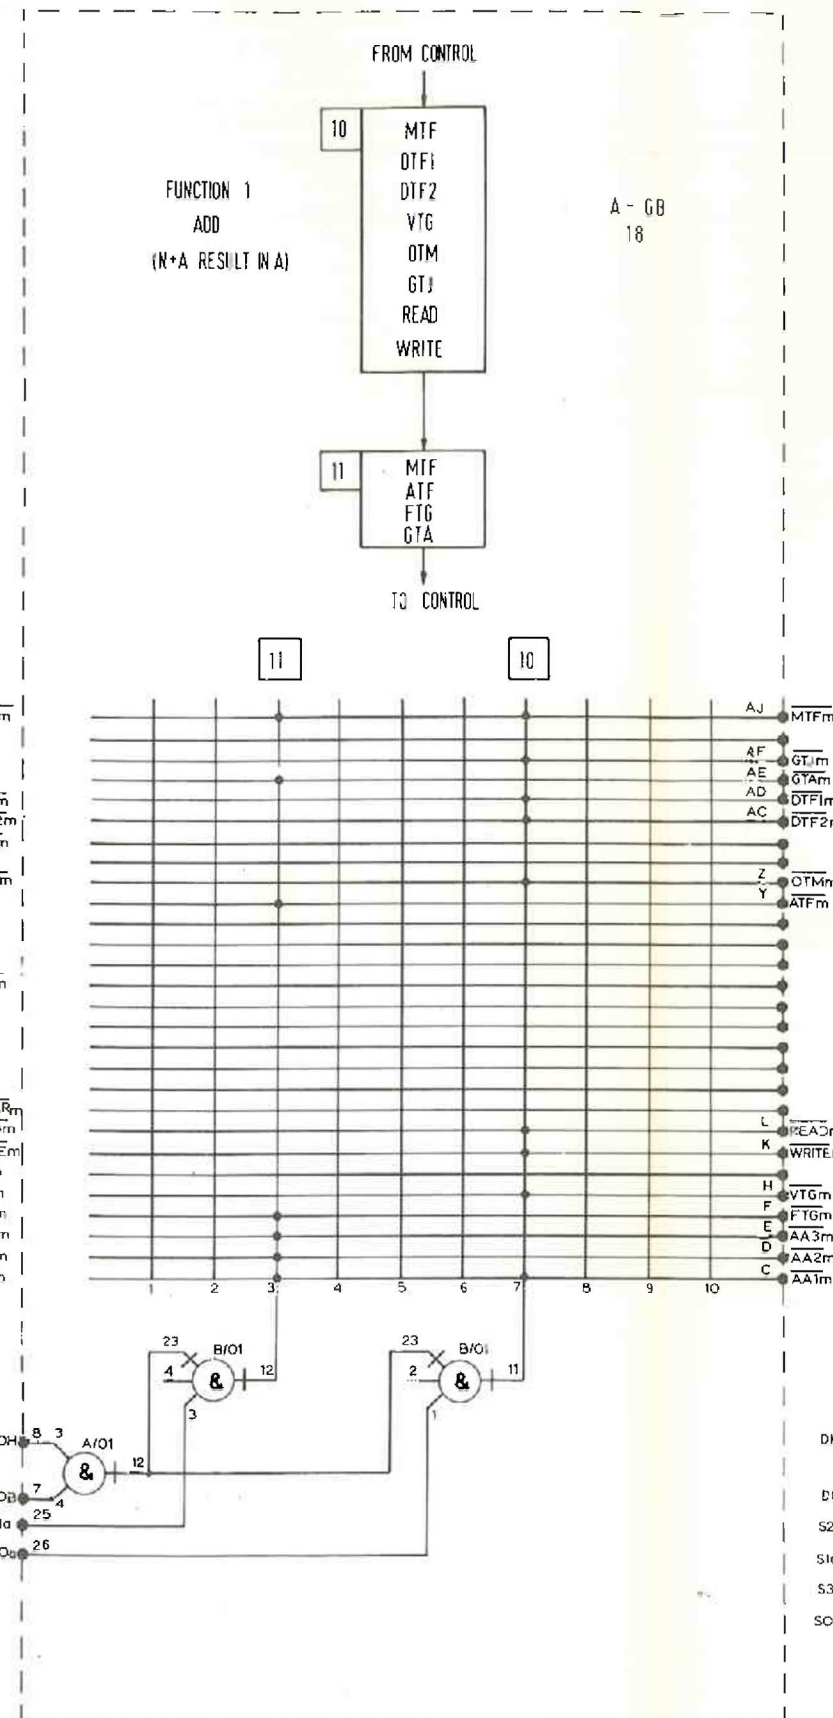 FROM CONTROL
10
MTF
DTF1
DTF2
VTG
OTM
GTJ
READ
WRITE
FUNCTION 1
ADD
(N+A RESULT IN A)
A - GB
18
11
MTF
ATF
FTG
GTA
TO CONTROL
11
10
AJ MTFm
AF GTJm
AE GTAm
AD DTF1m
AC DTF2m
Z OTMm
Y ATFm
L READm
K WRITE
H VTGm
F FTGm
E AA3m
D AA2m
C AA1m
1 2 3 4 5 6 7 8 9 10
23 B/01
4 & 12
3
23 B/01
2 & 11
1
8 3 A/01
& 12
7 4
25
26
S2
S3